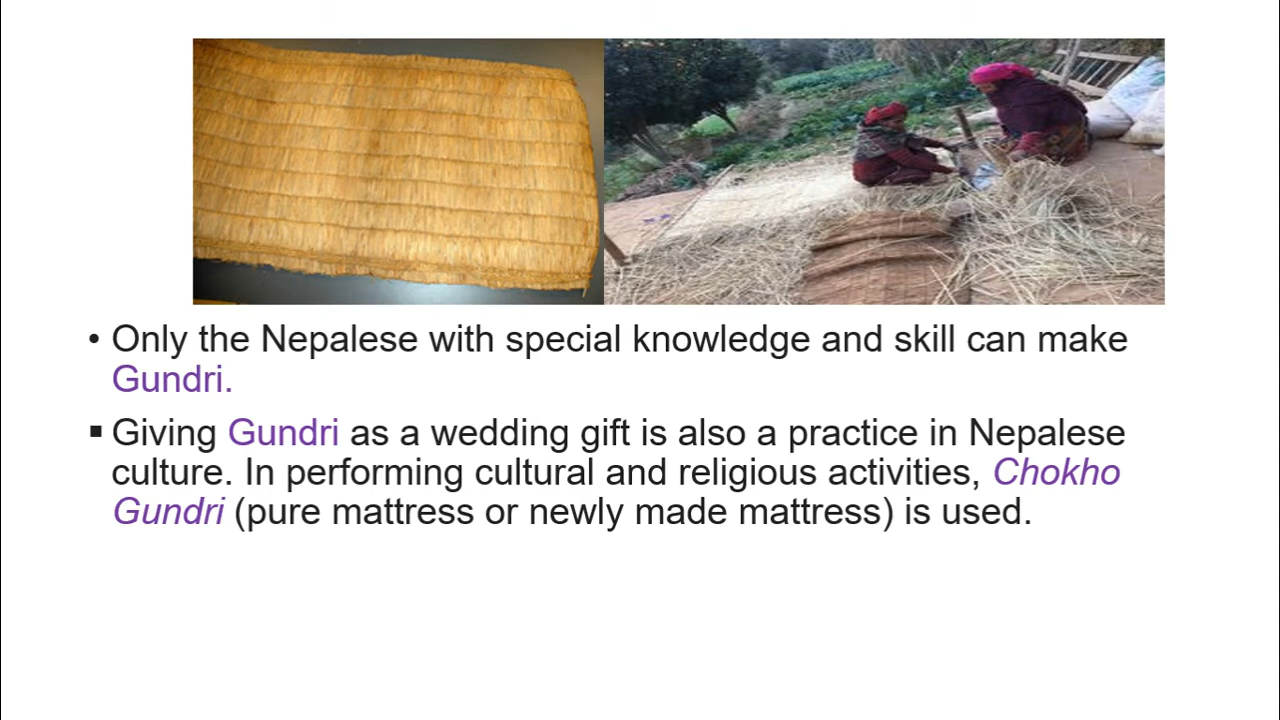 • Only the Nepalese with special knowledge and skill can make
Gundri.
▪ Giving Gundri as a wedding gift is also a practice in Nepalese
culture. In performing cultural and religious activities, Chokho
Gundri (pure mattress or newly made mattress) is used.